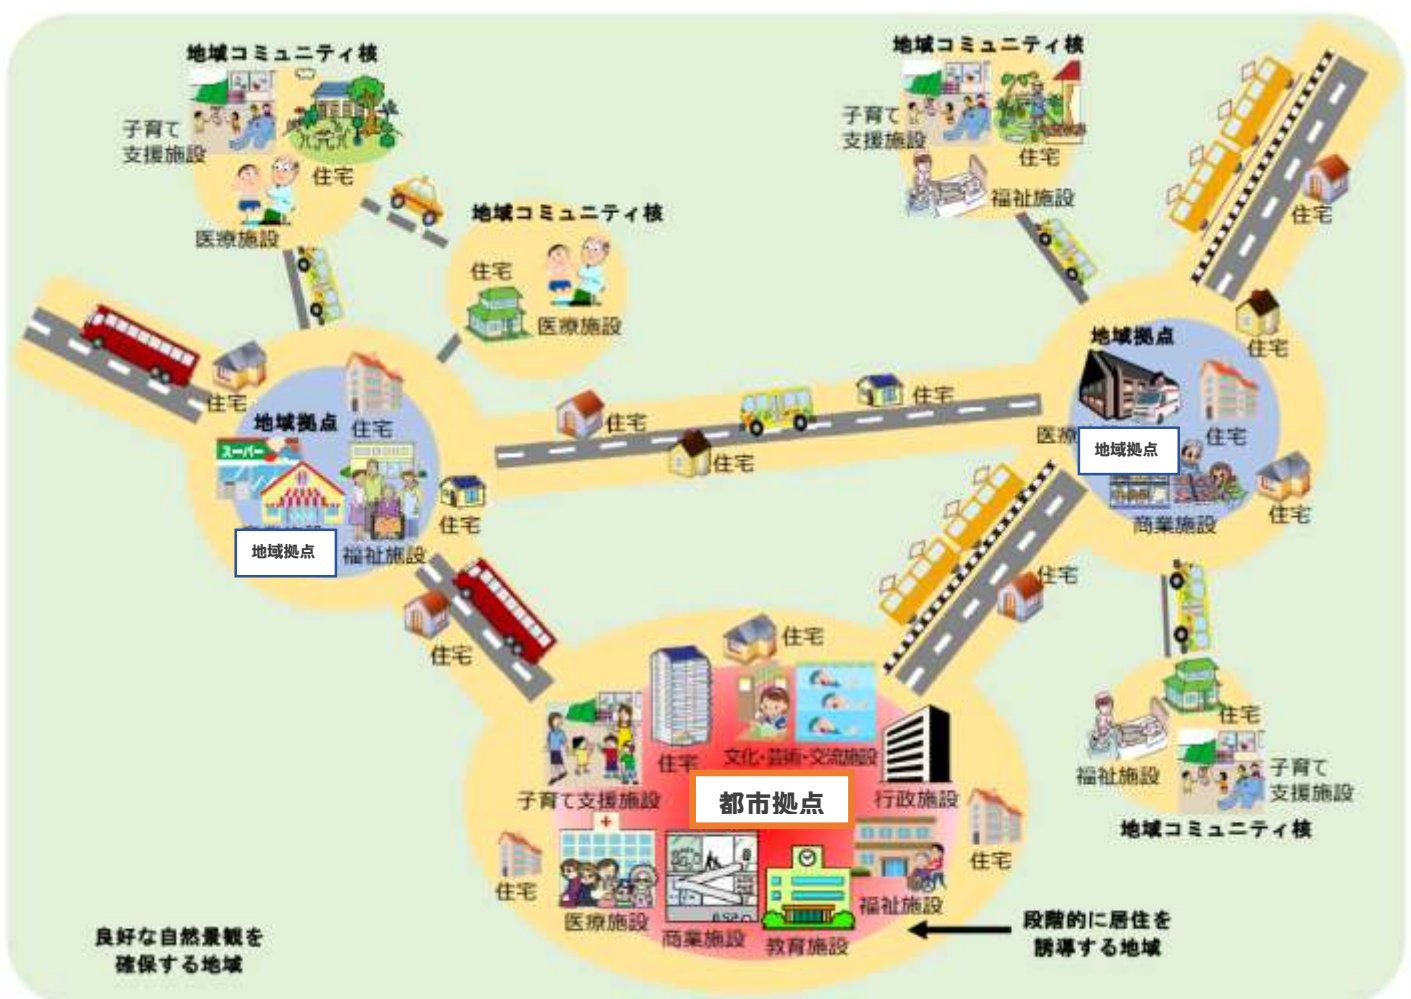 地域コミュニティ核
子育て
支援施設
住宅
医療施設
地域コミュニティ核
住宅
医療施設
地域コミュニティ核
子育て
支援施設
住宅
福祉施設
住宅
住宅
住宅
地域拠点
住宅
スーパー
地域拠点
福祉施設
住宅
住宅
住宅
住宅
地域拠点
医療
地域拠点
住宅
商業施設
住宅
住宅
住宅
住宅
文化・芸術・交流施設
住宅
子育て支援施設
都市拠点
行政施設
住宅
医療施設
商業施設
教育施設
福祉施設
住宅
住宅
福祉施設
子育て
支援施設
地域コミュニティ核
段階的に居住を
誘導する地域
良好な自然景観を
確保する地域